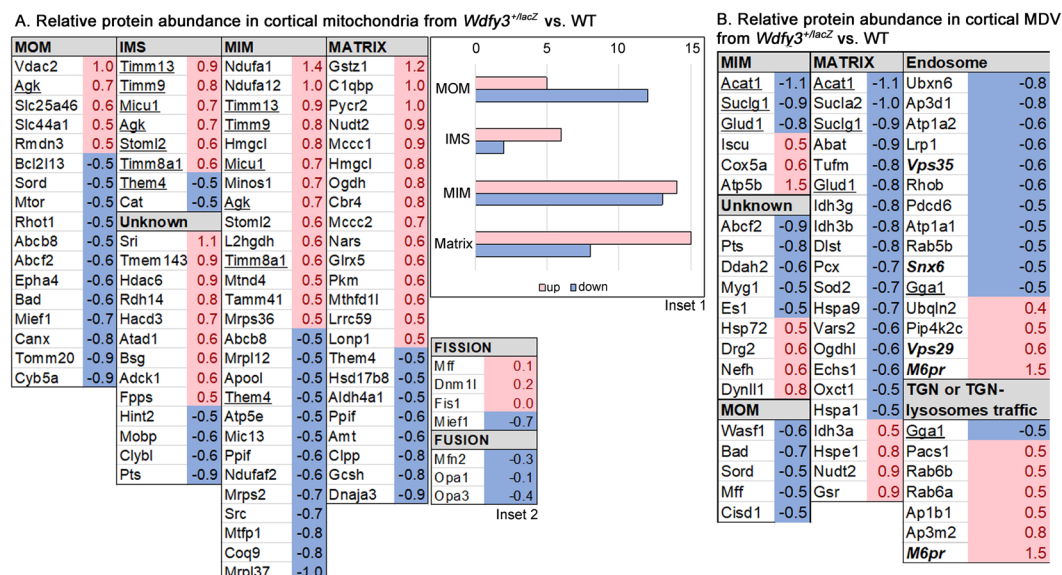 A. Relative protein abundance in cortical mitochondria from Wdfy3+/lacZ vs. WT
MOM
Vdac2 1.0
Agk 0.7
Slc25a46 0.6
Slc44a1 0.5
Rmdn3 0.5
Bcl2l13 -0.5
Sord -0.5
Mtor -0.5
Rhot1 -0.5
Abcb8 -0.5
Abcf2 -0.6
Epha4 -0.6
Bad -0.6
Mief1 -0.7
Canx -0.8
Tomm20 -0.9
Cyb5a -0.9
IMS
Timm13 0.9
Timm9 0.8
Micu1 0.7
Agk 0.7
Stoml2 0.6
Timm8a1 0.6
Them4 -0.5
Cat -0.5
Unknown
Sri 1.1
Tmem143 0.9
Hdac6 0.9
Rdh14 0.8
Hacd3 0.7
Atad1 0.6
Bsg 0.6
Adck1 0.6
Fpps 0.5
Hint2 -0.5
Mobp -0.6
Clybl -0.6
Pts -0.9
MIM
Ndufa1 1.4
Ndufa12 1.0
Timm13 0.9
Timm9 0.8
Hmgcl 0.8
Micu1 0.7
Minos1 0.7
Agk 0.7
Stoml2 0.6
L2hgdh 0.6
Timm8a1 0.6
Mtnd4 0.5
Tamm41 0.5
Mrps36 0.5
Abcb8 -0.5
Mrpl12 -0.5
Apool -0.5
Them4 -0.5
Atp5e -0.5
Mic13 -0.5
Ppif -0.6
Ndufaf2 -0.6
Mrps2 -0.7
Src -0.7
Mtfp1 -0.8
Coq9 -0.8
Mrpl37 -1.0
MATRIX
Gstz1 1.2
C1qbp 1.0
Pycr2 1.0
Nudt2 0.9
Mccc1 0.9
Hmgcl 0.8
Ogdh 0.8
Cbr4 0.8
Mccc2 0.7
Nars 0.6
Glrx5 0.6
Pkm 0.6
Mthfd1l 0.6
Lrrc59 0.5
Lonp1 0.5
Them4 -0.5
Hsd17b8 -0.5
Aldh4a1 -0.5
Ppif -0.6
Amt -0.6
Clpp -0.8
Gcsh -0.8
Dnaja3 -0.9
0 5 10 15
MOM
IMS
MIM
Matrix
up down
Inset 1
FISSION
Mff 0.1
Dnm1l 0.2
Fis1 0.0
Mief1 -0.7
FUSION
Mfn2 -0.3
Opa1 -0.1
Opa3 -0.4
Inset 2
B. Relative protein abundance in cortical MDV
from Wdfy3+/lacZ vs. WT
MIM
Acat1 -1.1
Suclg1 -0.9
Glud1 -0.8
Iscu 0.5
Cox5a 0.6
Atp5b 1.5
Unknown
Abcf2 -0.9
Pts -0.8
Ddah2 -0.6
Myg1 -0.5
Es1 -0.5
Hsp72 0.5
Drg2 0.6
Nefh 0.6
Dynll1 0.8
MOM
Wasf1 -0.6
Bad -0.7
Sord -0.5
Mff -0.5
Cisd1 -0.5
MATRIX
Acat1 -1.1
Sucla2 -1.0
Suclg1 -0.9
Abat -0.9
Tufm -0.8
Glud1 -0.8
Idh3g -0.8
Idh3b -0.8
Dlst -0.8
Pcx -0.7
Sod2 -0.7
Hspa9 -0.7
Vars2 -0.6
Ogdhl -0.6
Echs1 -0.6
Oxct1 -0.5
Hspa1 -0.5
Idh3a 0.5
Hspe1 0.8
Nudt2 0.9
Gsr 0.9
Endosome
Ubxn6 -0.8
Ap3d1 -0.8
Atp1a2 -0.6
Lrp1 -0.6
Vps35 -0.6
Rhob -0.6
Pdcd6 -0.5
Atp1a1 -0.5
Rab5b -0.5
Snx6 -0.5
Gga1 -0.5
Ubqln2 0.4
Pip4k2c 0.5
Vps29 0.6
M6pr 1.5
TGN or TGN-
lysosomes traffic
Gga1 -0.5
Pacs1 0.5
Rab6b 0.5
Rab6a 0.5
Ap1b1 0.5
Ap3m2 0.8
M6pr 1.5